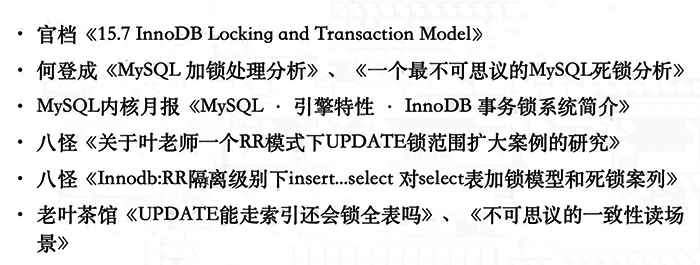 • 官档《15.7 InnoDB Locking and Transaction Model》
• 何登成《MySQL 加锁处理分析》、《一个最不可思议的MySQL死锁分析》
• MySQL内核月报《MySQL · 引擎特性 · InnoDB 事务锁系统简介》
• 八怪《关于叶老师一个RR模式下UPDATE锁范围扩大案例的研究》
• 八怪《Innodb:RR隔离级别下insert...select 对select表加锁模型和死锁案列》
• 老叶茶馆《UPDATE能走索引还会锁全表吗》、《不可思议的一致性读场
景》